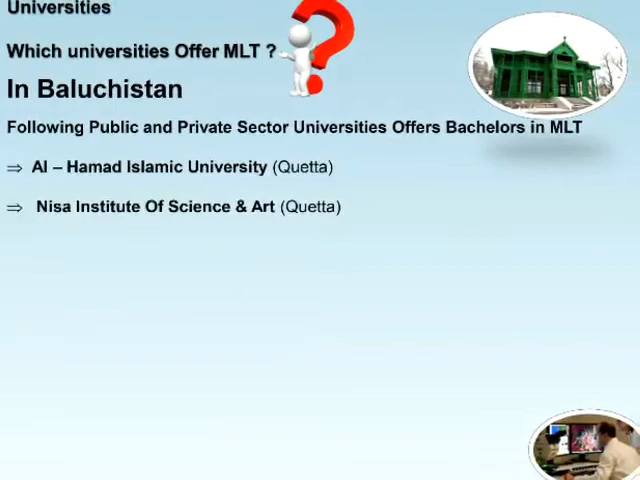 Universities
Which universities Offer MLT ?
In Baluchistan
Following Public and Private Sector Universities Offers Bachelors in MLT
⇒ Al – Hamad Islamic University (Quetta)
⇒ Nisa Institute Of Science & Art (Quetta)